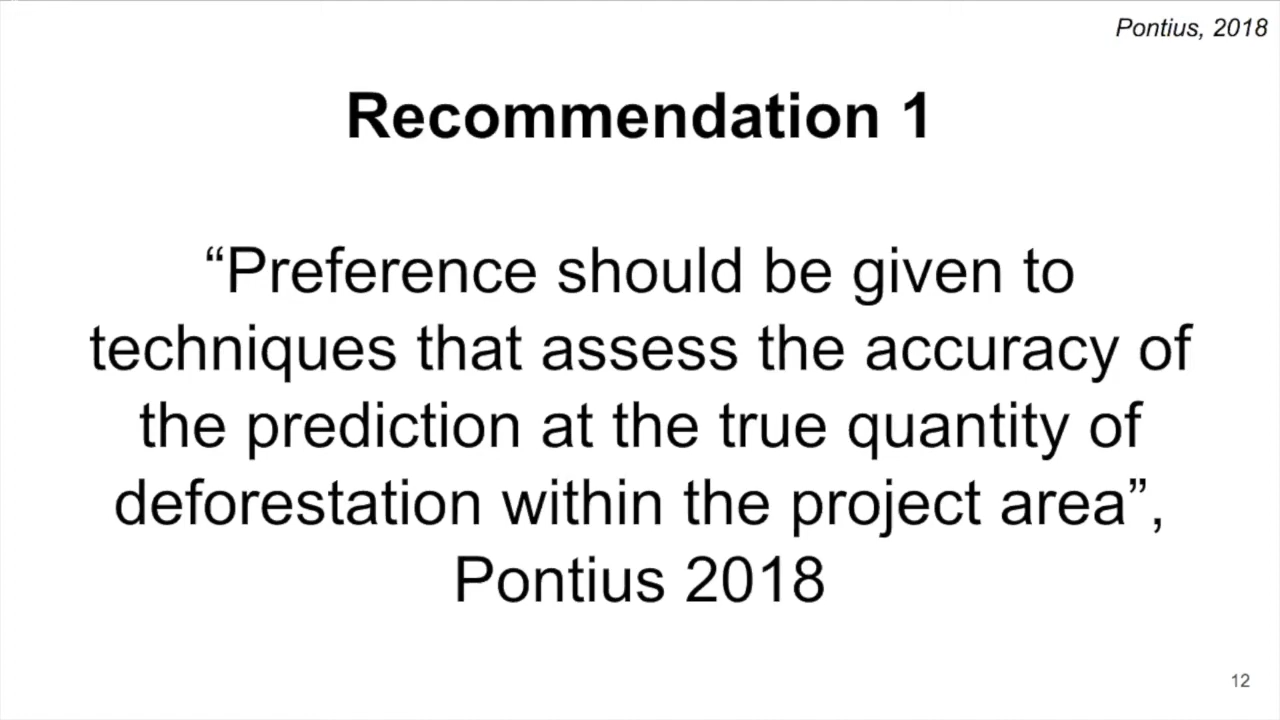 Pontius, 2018
Recommendation 1
“Preference should be given to
techniques that assess the accuracy of
the prediction at the true quantity of
deforestation within the project area”,
Pontius 2018
12